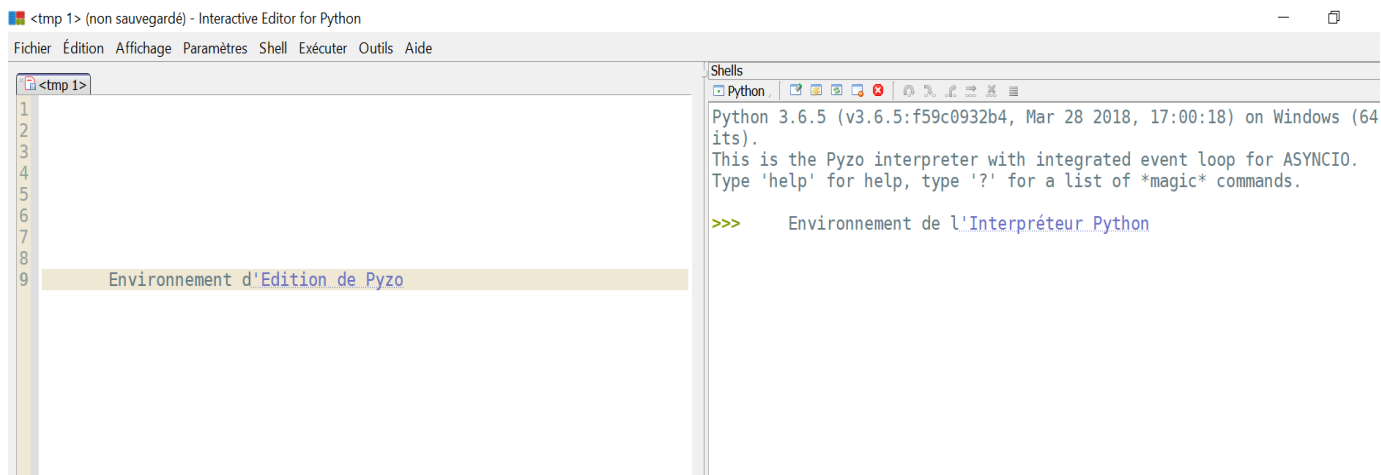 <tmp 1> (non sauvegardé) - Interactive Editor for Python
Fichier Édition Affichage Paramètres Shell Exécuter Outils Aide
<tmp 1>
1
2
3
4
5
6
7
8
9 Environnement d'Edition de Pyzo
Shells
Python
Python 3.6.5 (v3.6.5:f59c0932b4, Mar 28 2018, 17:00:18) on Windows (64
its).
This is the Pyzo interpreter with integrated event loop for ASYNCIO.
Type 'help' for help, type '?' for a list of *magic* commands.
>>> Environnement de l'Interpréteur Python